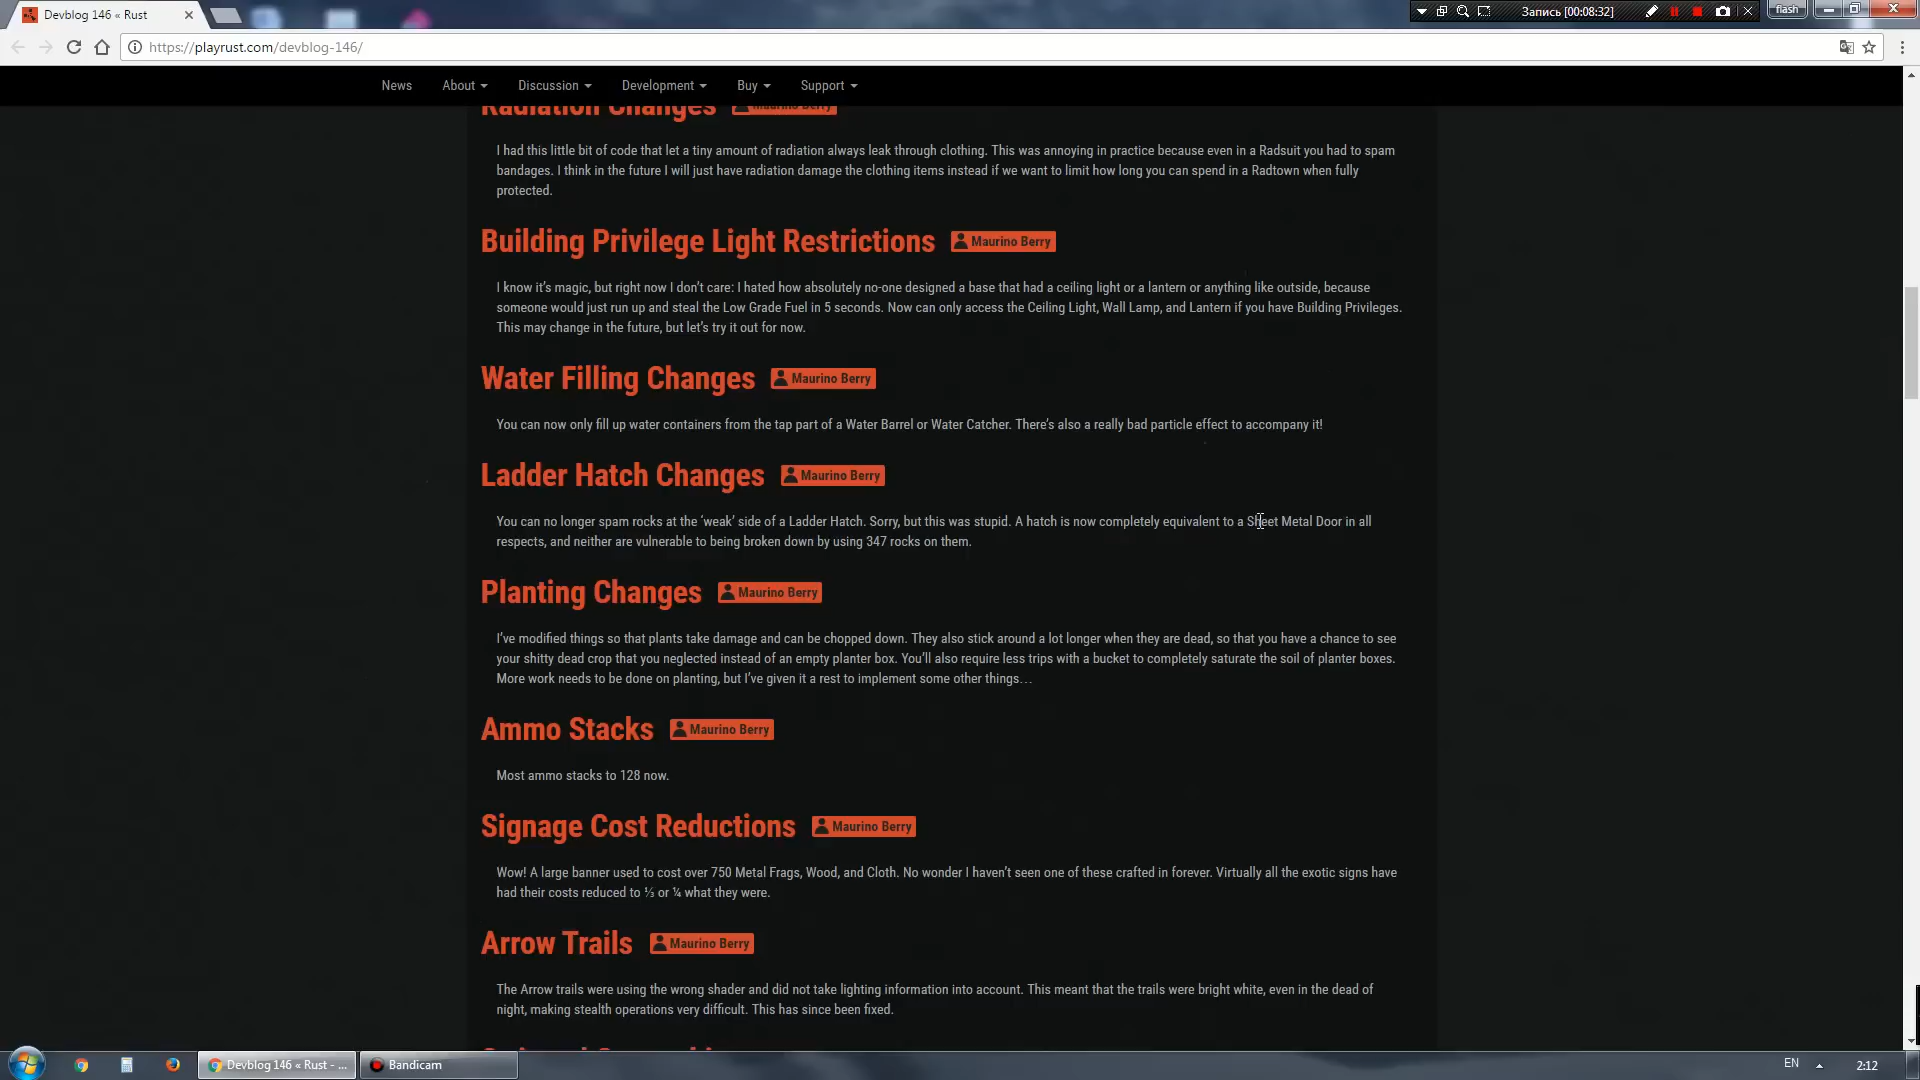 Devblog 146 « Rust
Запись [00:08:32]
flash
https://playrust.com/devblog-146/
News About Discussion Development Buy Support
Radiation Changes Maurino Berry
I had this little bit of code that let a tiny amount of radiation always leak through clothing. This was annoying in practice because even in a Radsuit you had to spam
bandages. I think in the future I will just have radiation damage the clothing items instead if we want to limit how long you can spend in a Radtown when fully
protected.
Building Privilege Light Restrictions Maurino Berry
I know it’s magic, but right now I don’t care: I hated how absolutely no-one designed a base that had a ceiling light or a lantern or anything like outside, because
someone would just run up and steal the Low Grade Fuel in 5 seconds. Now can only access the Ceiling Light, Wall Lamp, and Lantern if you have Building Privileges.
This may change in the future, but let’s try it out for now.
Water Filling Changes Maurino Berry
You can now only fill up water containers from the tap part of a Water Barrel or Water Catcher. There’s also a really bad particle effect to accompany it!
Ladder Hatch Changes Maurino Berry
You can no longer spam rocks at the ‘weak’ side of a Ladder Hatch. Sorry, but this was stupid. A hatch is now completely equivalent to a Sheet Metal Door in all
respects, and neither are vulnerable to being broken down by using 347 rocks on them.
Planting Changes Maurino Berry
I’ve modified things so that plants take damage and can be chopped down. They also stick around a lot longer when they are dead, so that you have a chance to see
your shitty dead crop that you neglected instead of an empty planter box. You’ll also require less trips with a bucket to completely saturate the soil of planter boxes.
More work needs to be done on planting, but I’ve given it a rest to implement some other things…
Ammo Stacks Maurino Berry
Most ammo stacks to 128 now.
Signage Cost Reductions Maurino Berry
Wow! A large banner used to cost over 750 Metal Frags, Wood, and Cloth. No wonder I haven’t seen one of these crafted in forever. Virtually all the exotic signs have
had their costs reduced to ⅓ or ¼ what they were.
Arrow Trails Maurino Berry
The Arrow trails were using the wrong shader and did not take lighting information into account. This meant that the trails were bright white, even in the dead of
night, making stealth operations very difficult. This has since been fixed.
Devblog 146 « Rust - ... Bandicam EN 2:12